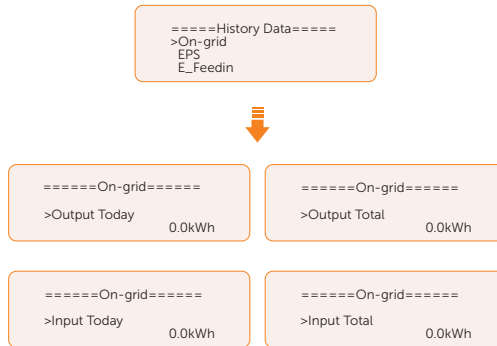 =====History Data=====
>On-grid
EPS
E_Feedin
======On-grid======
>Output Today
0.0kWh
======On-grid======
>Output Total
0.0kWh
======On-grid======
>Input Today
0.0kWh
======On-grid======
>Input Total
0.0kWh